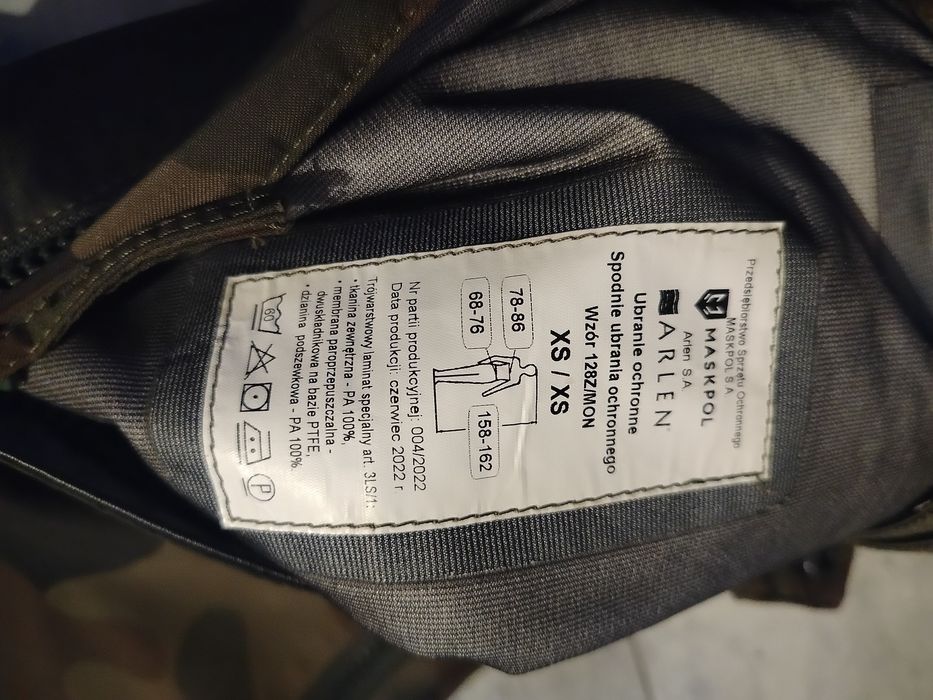 Przedsiębiorstwo Sprzętu Ochronnego
MASKPOL S.A.
MASKPOL
Arlen SA
ARLEN
Ubranie ochronne
Spodnie ubrania ochronnego
Wzór 128Z/MON
XS / XS
78-86
68-76
158-162
Nr partii produkcyjnej: 004/2022
Data produkcji: czerwiec 2022 r.
Trójwarstwowy laminat specjalny art. 3LS/1:
• tkanina zewnętrzna - PA 100%,
• membrana paroprzepuszczalna -
dwuskładnikowa na bazie PTFE,
• dzianina podszewkowa - PA 100%.
60
P